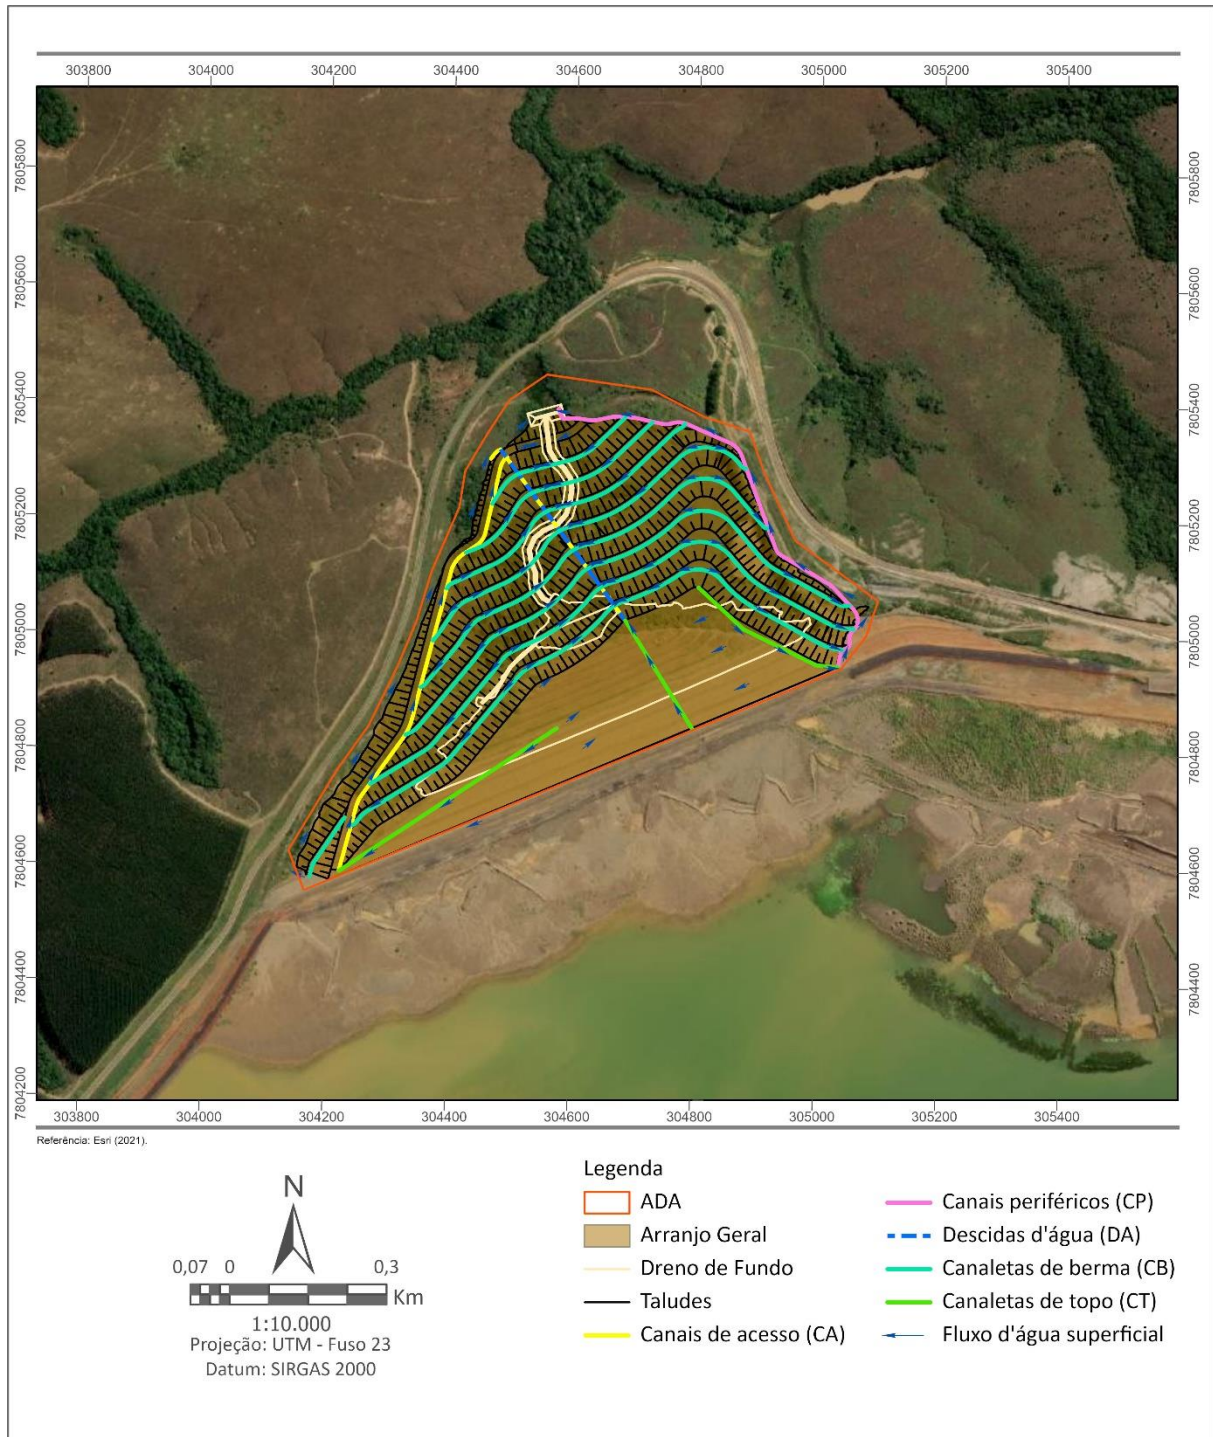 303800 304000 304200 304400 304600 304800 305000 305200 305400
7805800
7805600
7805400
7805200
7805000
7804800
7804600
7804400
7804200
7805800
7805600
7805400
7805200
7805000
7804800
7804600
7804400
303800 304000 304200 304400 304600 304800 305000 305200 305400
Referência: Esri (2021).
N
0,07 0 0,3
Km
1:10.000
Projeção: UTM - Fuso 23
Datum: SIRGAS 2000
Legenda
ADA
Arranjo Geral
Dreno de Fundo
Taludes
Canais de acesso (CA)
Canais periféricos (CP)
Descidas d'água (DA)
Canaletas de berma (CB)
Canaletas de topo (CT)
Fluxo d'água superficial